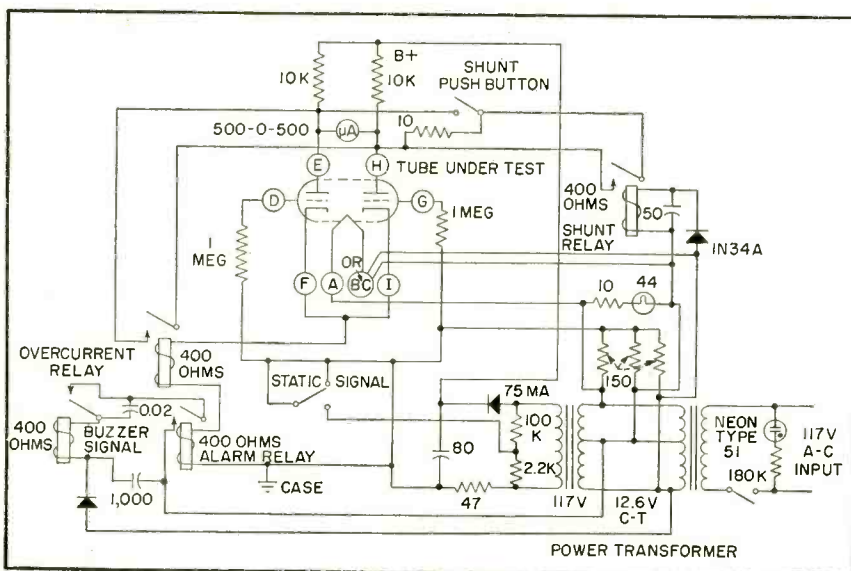 B+
10K
10K
SHUNT
PUSH BUTTON
10
500-0-500
µA
E
H
TUBE UNDER TEST
D
G
400
OHMS
50
SHUNT
RELAY
1N34A
1
MEG
1 MEG
OR
F
A
BC
I
10
44
OVERCURRENT
RELAY
400
OHMS
STATIC
SIGNAL
150
75 MA
400
OHMS
0.02
BUZZER
SIGNAL
400 OHMS
ALARM RELAY
100
K
2.2K
80
NEON
TYPE
51
117V
A-C
INPUT
180K
1,000
CASE
47
117V
12.6V
C-T
POWER TRANSFORMER